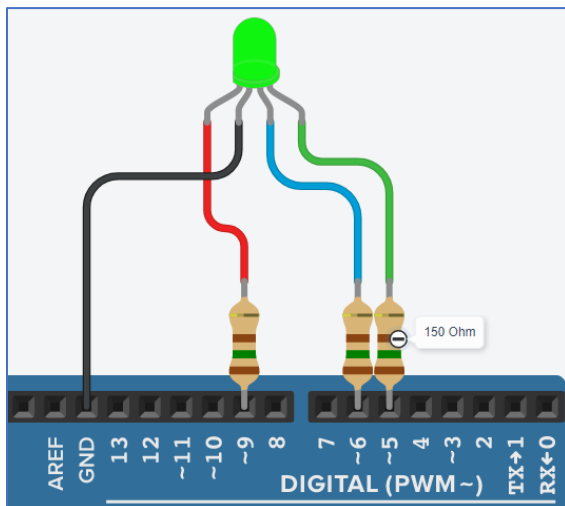 150 Ohm
AREF
GND
13
12
~11
~10
~9
8
7
~6
~5
4
~3
2
TX→1
RX←0
DIGITAL (PWM~)